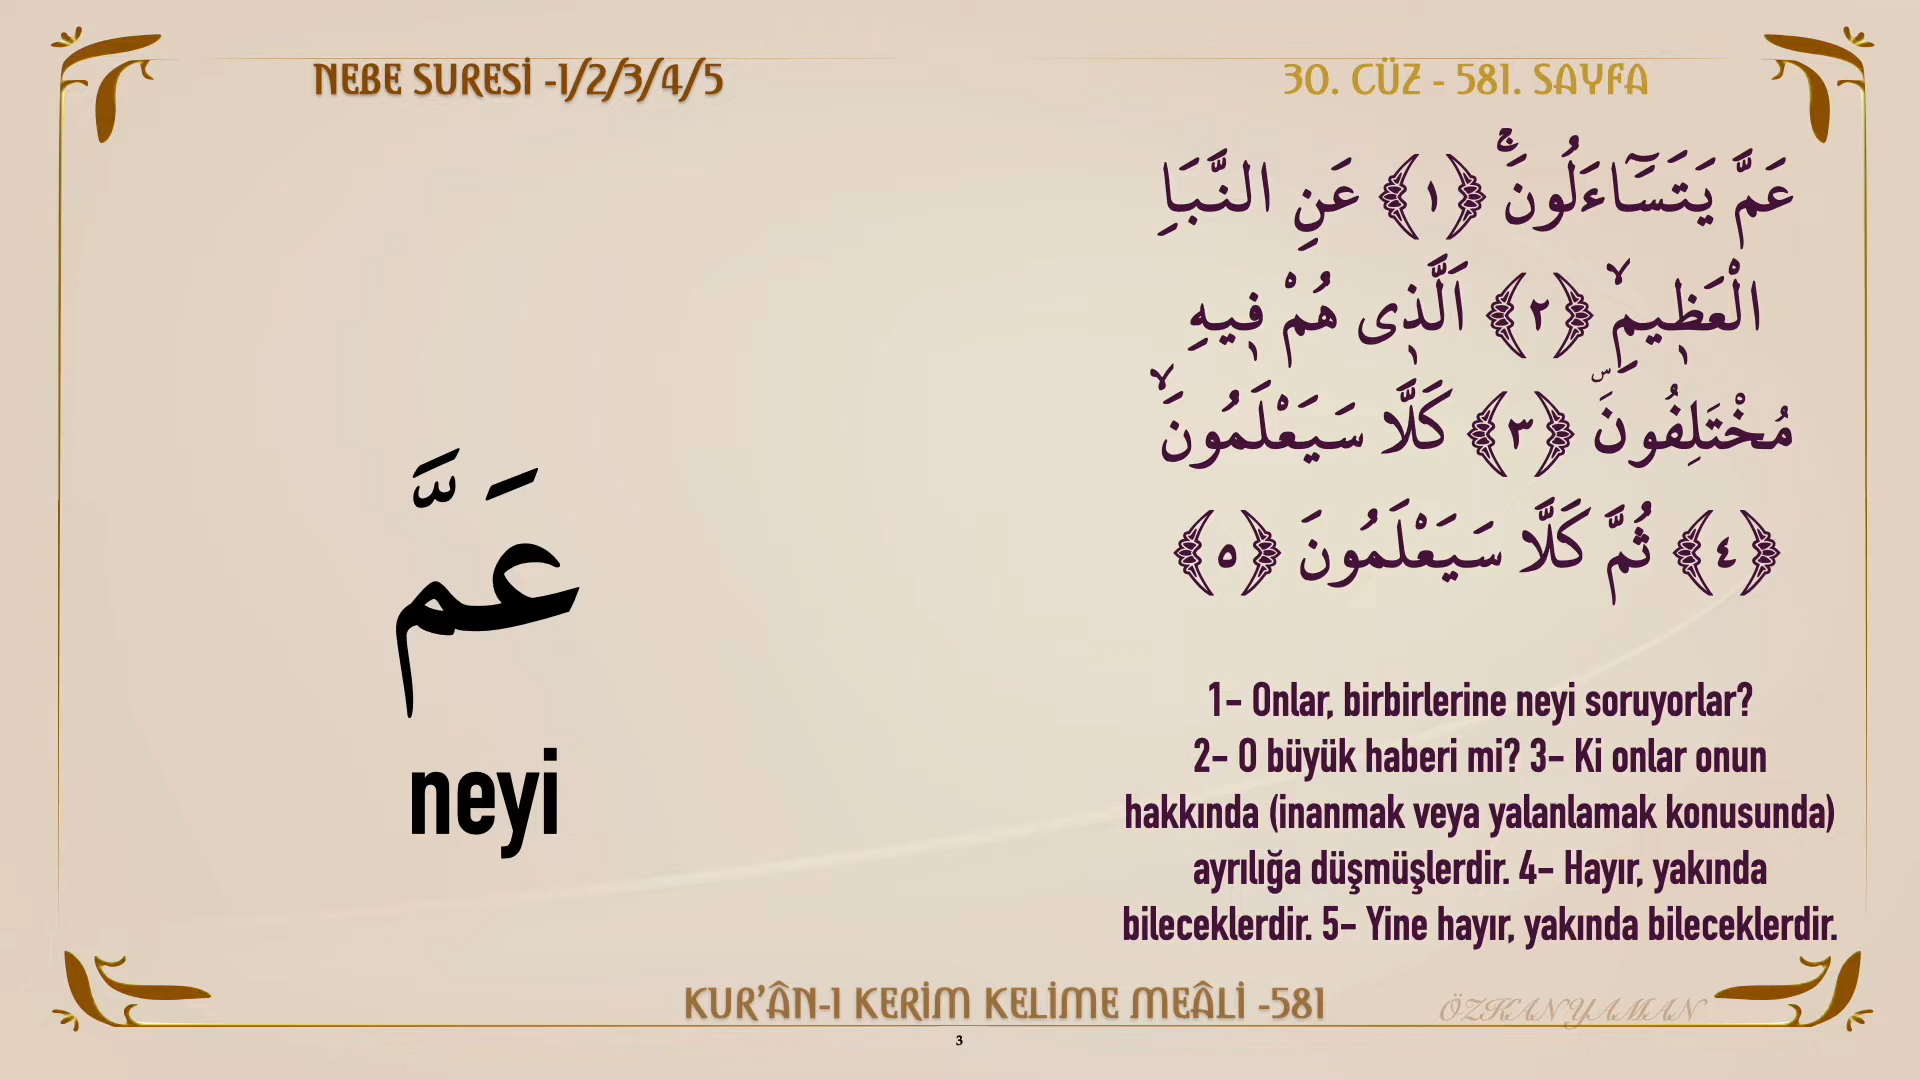 NEBE SURESİ -1/2/3/4/5
30. CÜZ - 581. SAYFA
عَمَّ يَتَسَٓاءَلُونَۚ ﴿١﴾ عَنِ النَّبَأِ
الْعَظ۪يمِۙ ﴿٢﴾ اَلَّذ۪ى هُمْ ف۪يهِ
مُخْتَلِفُونَۜ ﴿٣﴾ كَلَّا سَيَعْلَمُونَۙ
﴿٤﴾ ثُمَّ كَلَّا سَيَعْلَمُونَ ﴿٥﴾
عَمَّ
neyi
1- Onlar, birbirlerine neyi soruyorlar?
2- O büyük haberi mi? 3- Ki onlar onun
hakkında (inanmak veya yalanlamak konusunda)
ayrılığa düşmüşlerdir. 4- Hayır, yakında
bileceklerdir. 5- Yine hayır, yakında bileceklerdir.
KUR'ÂN-I KERİM KELİME MEÂLİ -581
ÖZKAN YAMAN
3